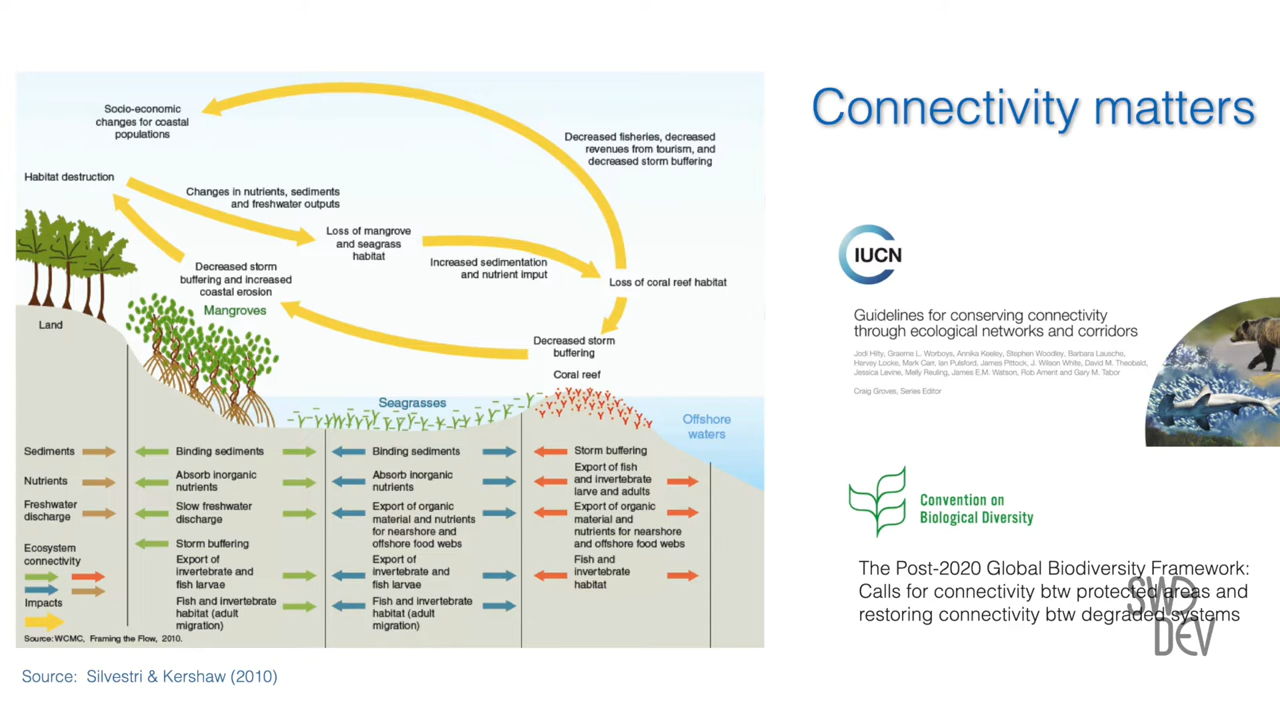 Connectivity matters
Socio-economic
changes for coastal
populations
Decreased fisheries, decreased
revenues from tourism, and
decreased storm buffering
Habitat destruction
Changes in nutrients, sediments
and freshwater outputs
Loss of mangrove
and seagrass
habitat
Increased sedimentation
and nutrient imput
Loss of coral reef habitat
Decreased storm
buffering and increased
coastal erosion
Mangroves
Land
Decreased storm
buffering
Coral reef
Seagrasses
Offshore
waters
Sediments
Nutrients
Freshwater
discharge
Ecosystem
connectivity
Impacts
Source: WCMC, Framing the Flow, 2010.
Binding sediments
Absorb inorganic
nutrients
Slow freshwater
discharge
Storm buffering
Export of
invertebrate and
fish larvae
Fish and invertebrate
habitat (adult
migration)
Binding sediments
Absorb inorganic
nutrients
Export of organic
material and nutrients
for nearshore and
offshore food webs
Export of
invertebrate and
fish larvae
Fish and invertebrate
habitat (adult
migration)
Storm buffering
Export of fish
and invertebrate
larve and adults
Export of organic
material and
nutrients for nearshore
and offshore food webs
Fish and
invertebrate
habitat
Source: Silvestri & Kershaw (2010)
IUCN
Guidelines for conserving connectivity
through ecological networks and corridors
Jodi Hilty, Graeme L. Worboys, Annika Keeley, Stephen Woodley, Barbara Lausche,
Harvey Locke, Mark Carr, Ian Pulsford, James Pittock, J. Wilson White, David M. Theobald,
Jessica Levine, Melly Reuling, James E.M. Watson, Rob Ament and Gary M. Tabor
Craig Groves, Series Editor
Convention on
Biological Diversity
The Post-2020 Global Biodiversity Framework:
Calls for connectivity btw protected areas and
restoring connectivity btw degraded systems
SWD
DEV